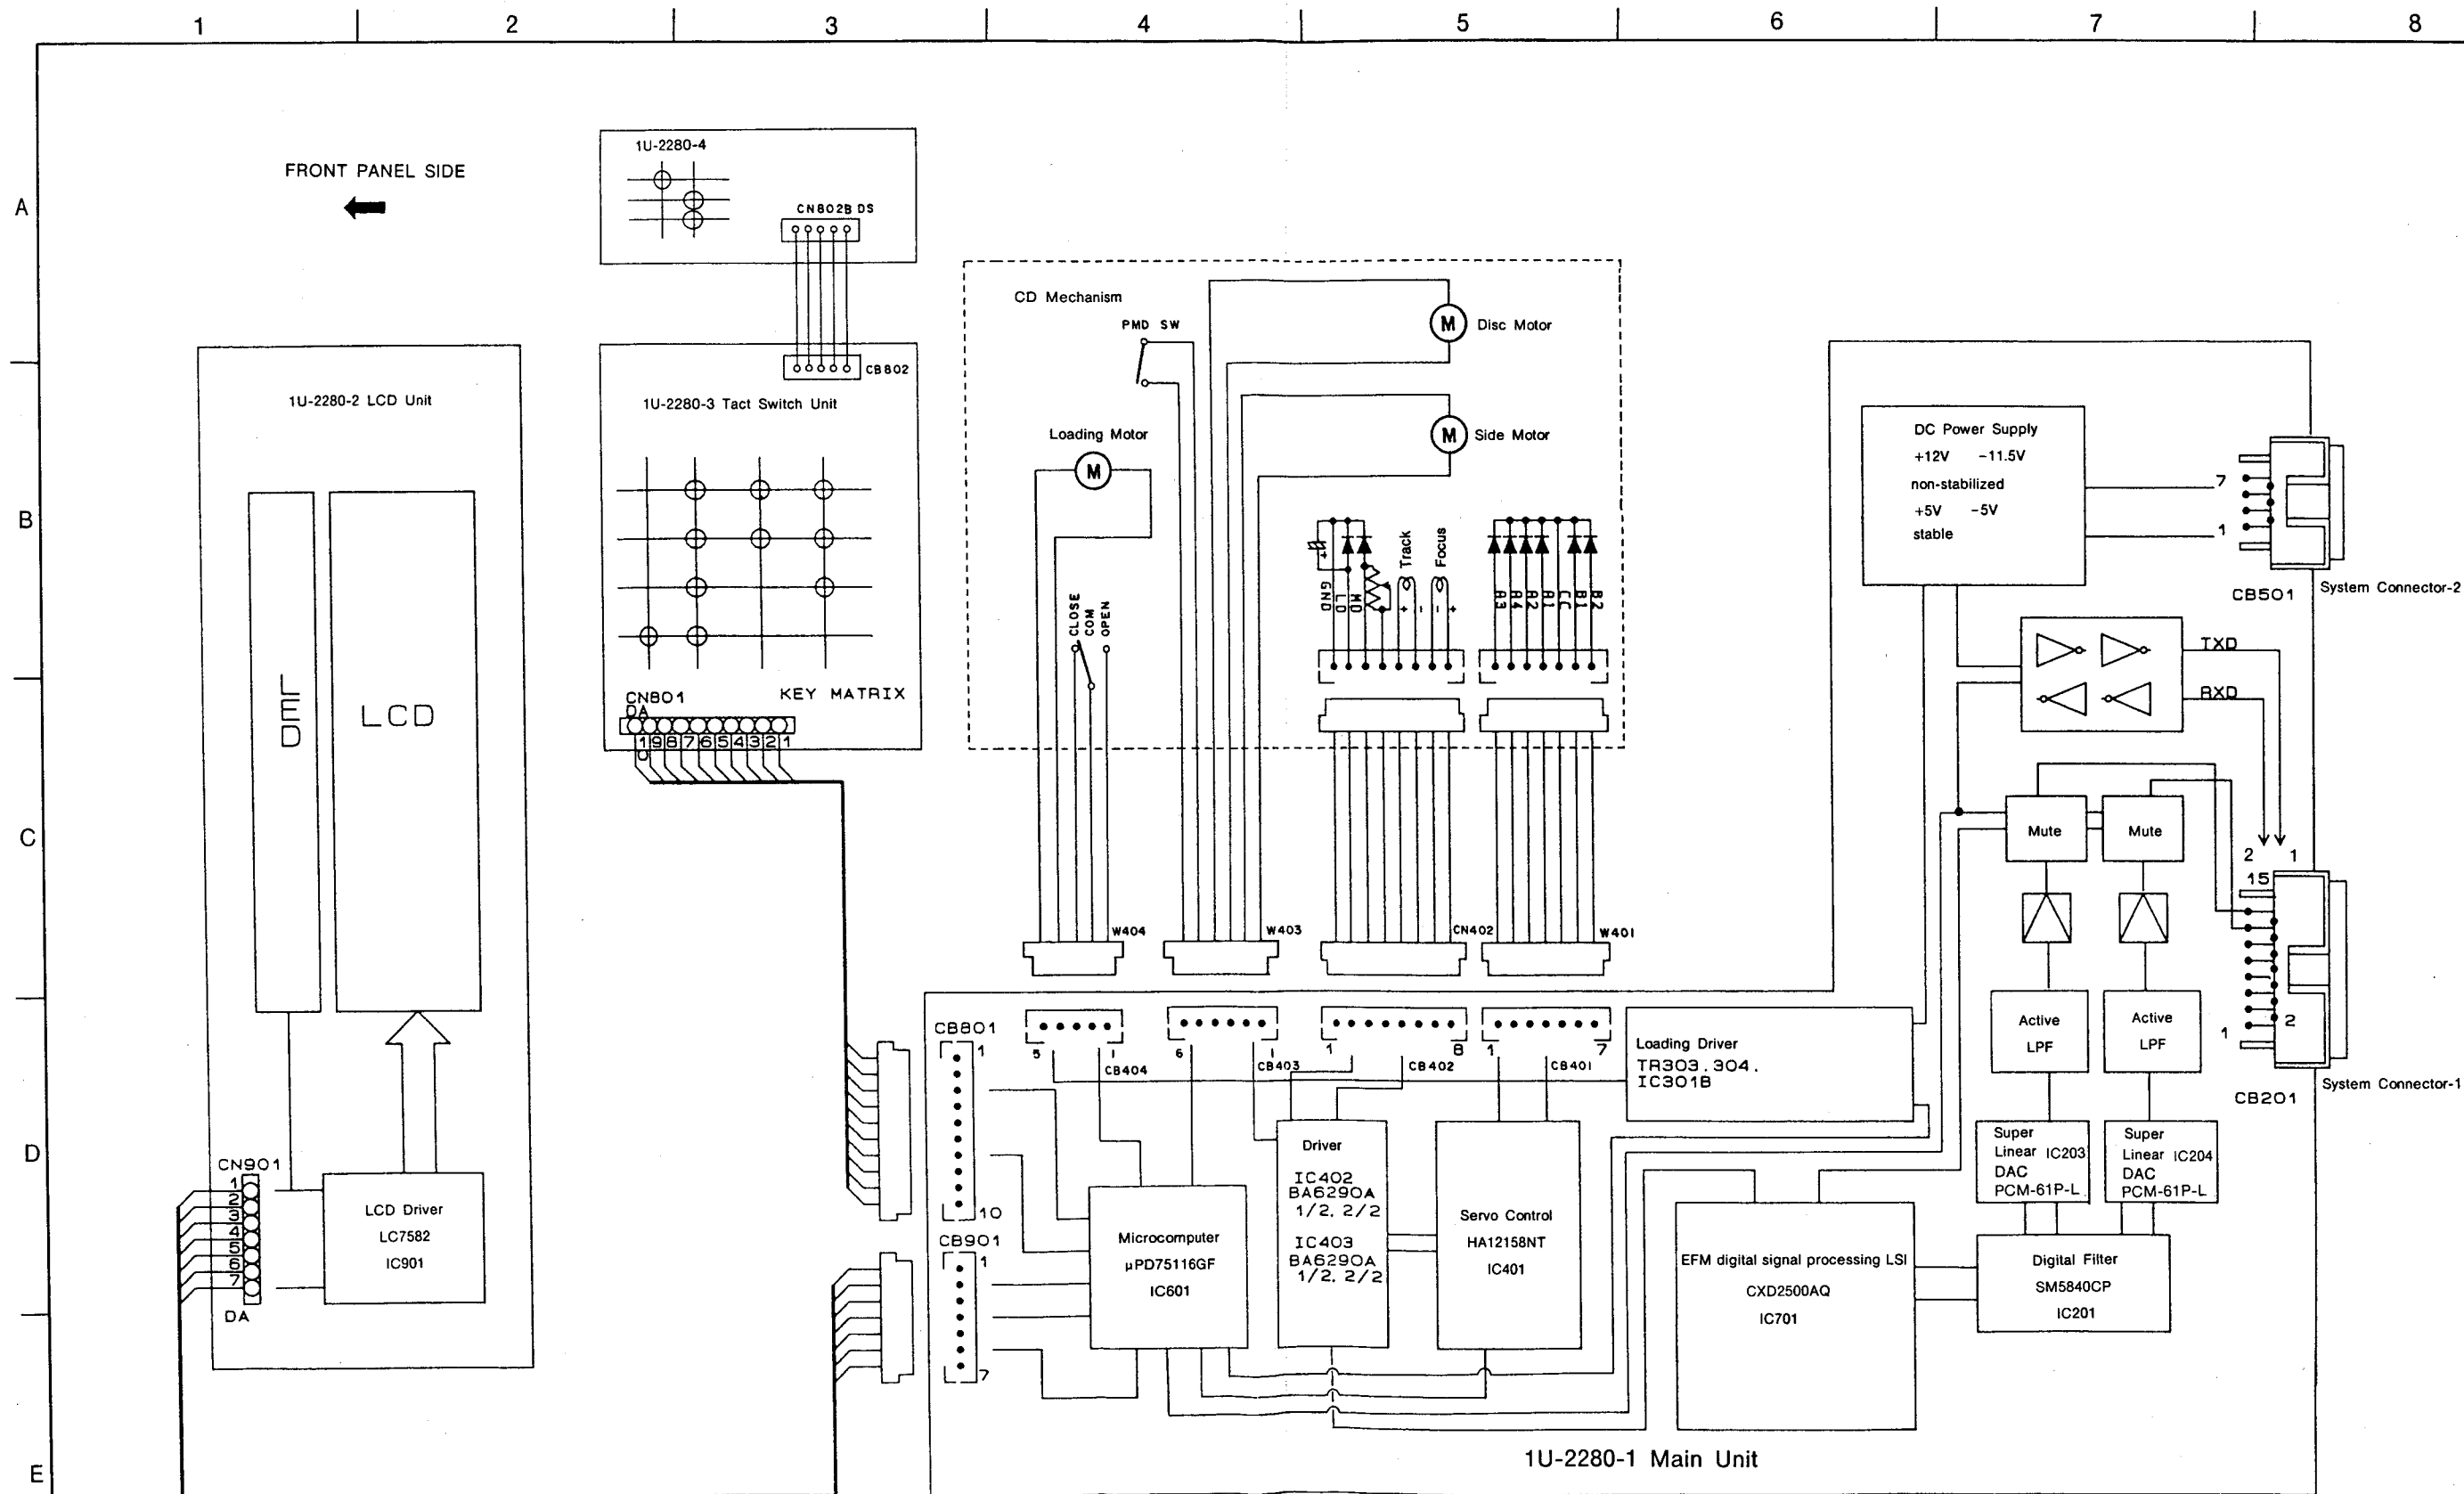 1 2 3 4 5 6 7 8
A
B
C
D
E
FRONT PANEL SIDE
1U-2280-4
CN802B DS
CB802
1U-2280-2 LCD Unit
LED
LCD
CN901
1
2
3
4
5
6
7
DA
LCD Driver
LC7582
IC901
1U-2280-3 Tact Switch Unit
KEY MATRIX
CN801
DA
10 9 8 7 6 5 4 3 2 1
CD Mechanism
PMD SW
M
Disc Motor
M
Side Motor
Loading Motor
M
CLOSE
COM
OPEN
GND
LD
MD
Track
+ -
Focus
- +
A3
A4
A2
A1
CC
B1
B2
W404
W403
CN402
W401
CB801
1
10
CB901
1
7
5 1
CB404
6 1
CB403
1 8
CB402
1 7
CB401
Loading Driver
TR303.304.
IC301B
Microcomputer
μPD75116GF
IC601
Driver
IC402
BA6290A
1/2. 2/2
IC403
BA6290A
1/2. 2/2
Servo Control
HA12158NT
IC401
EFM digital signal processing LSI
CXD2500AQ
IC701
Digital Filter
SM5840CP
IC201
Super
Linear IC203
DAC
PCM-61P-L
Super
Linear IC204
DAC
PCM-61P-L
Active
LPF
Active
LPF
Mute
Mute
TXD
RXD
DC Power Supply
+12V -11.5V
non-stabilized
+5V -5V
stable
7
1
CB501
System Connector-2
2 1
15
2
1
CB201
System Connector-1
1U-2280-1 Main Unit